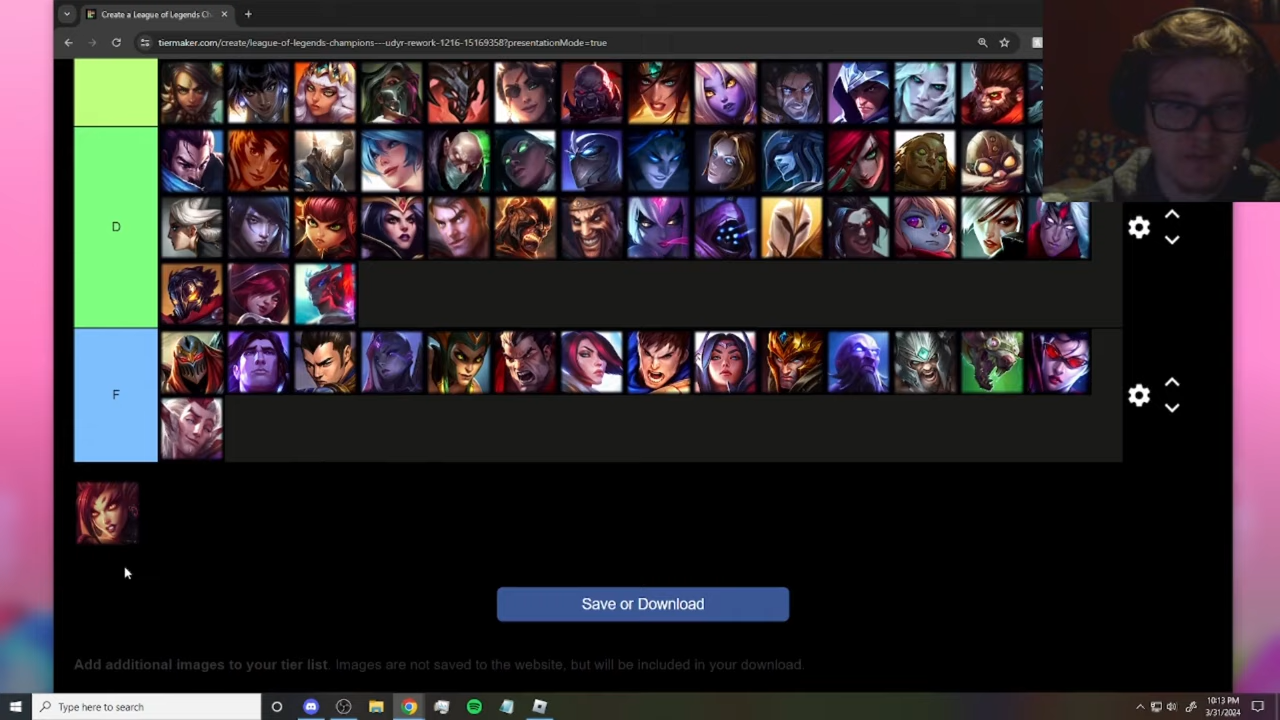 Create a League of Legends Ch
tiermaker.com/create/league-of-legends-champions---udyr-rework-1216-15169358?presentationMode=true
D
F
Save or Download
Add additional images to your tier list. Images are not saved to the website, but will be included in your download.
Type here to search
10:13 PM
3/31/2024